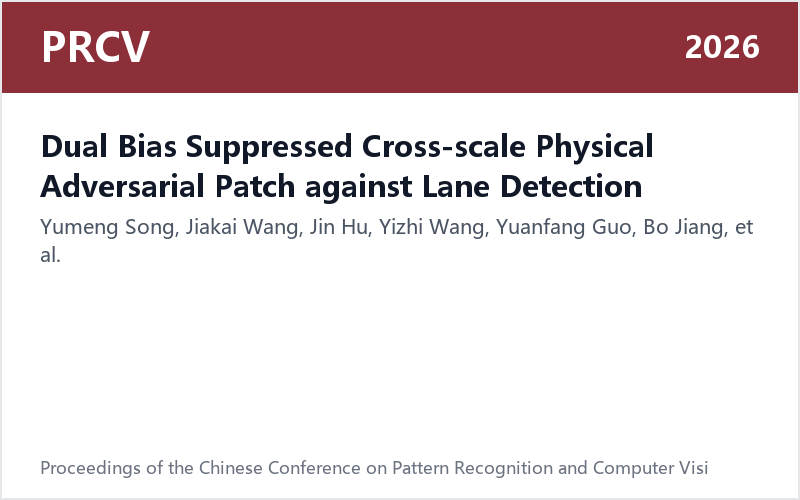 PRCV
2026
Dual Bias Suppressed Cross-scale Physical
Adversarial Patch against Lane Detection
Yumeng Song, Jiakai Wang, Jin Hu, Yizhi Wang, Yuanfang Guo, Bo Jiang, et
al.
Proceedings of the Chinese Conference on Pattern Recognition and Computer Visi